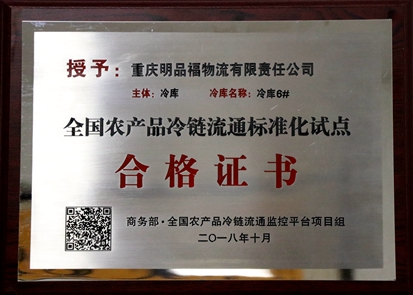 授予：重庆明品福物流有限责任公司
主体：冷库 冷库名称：冷库6#
全国农产品冷链流通标准化试点
合格证书
商务部·全国农产品冷链流通监控平台项目组
二〇一八年十月